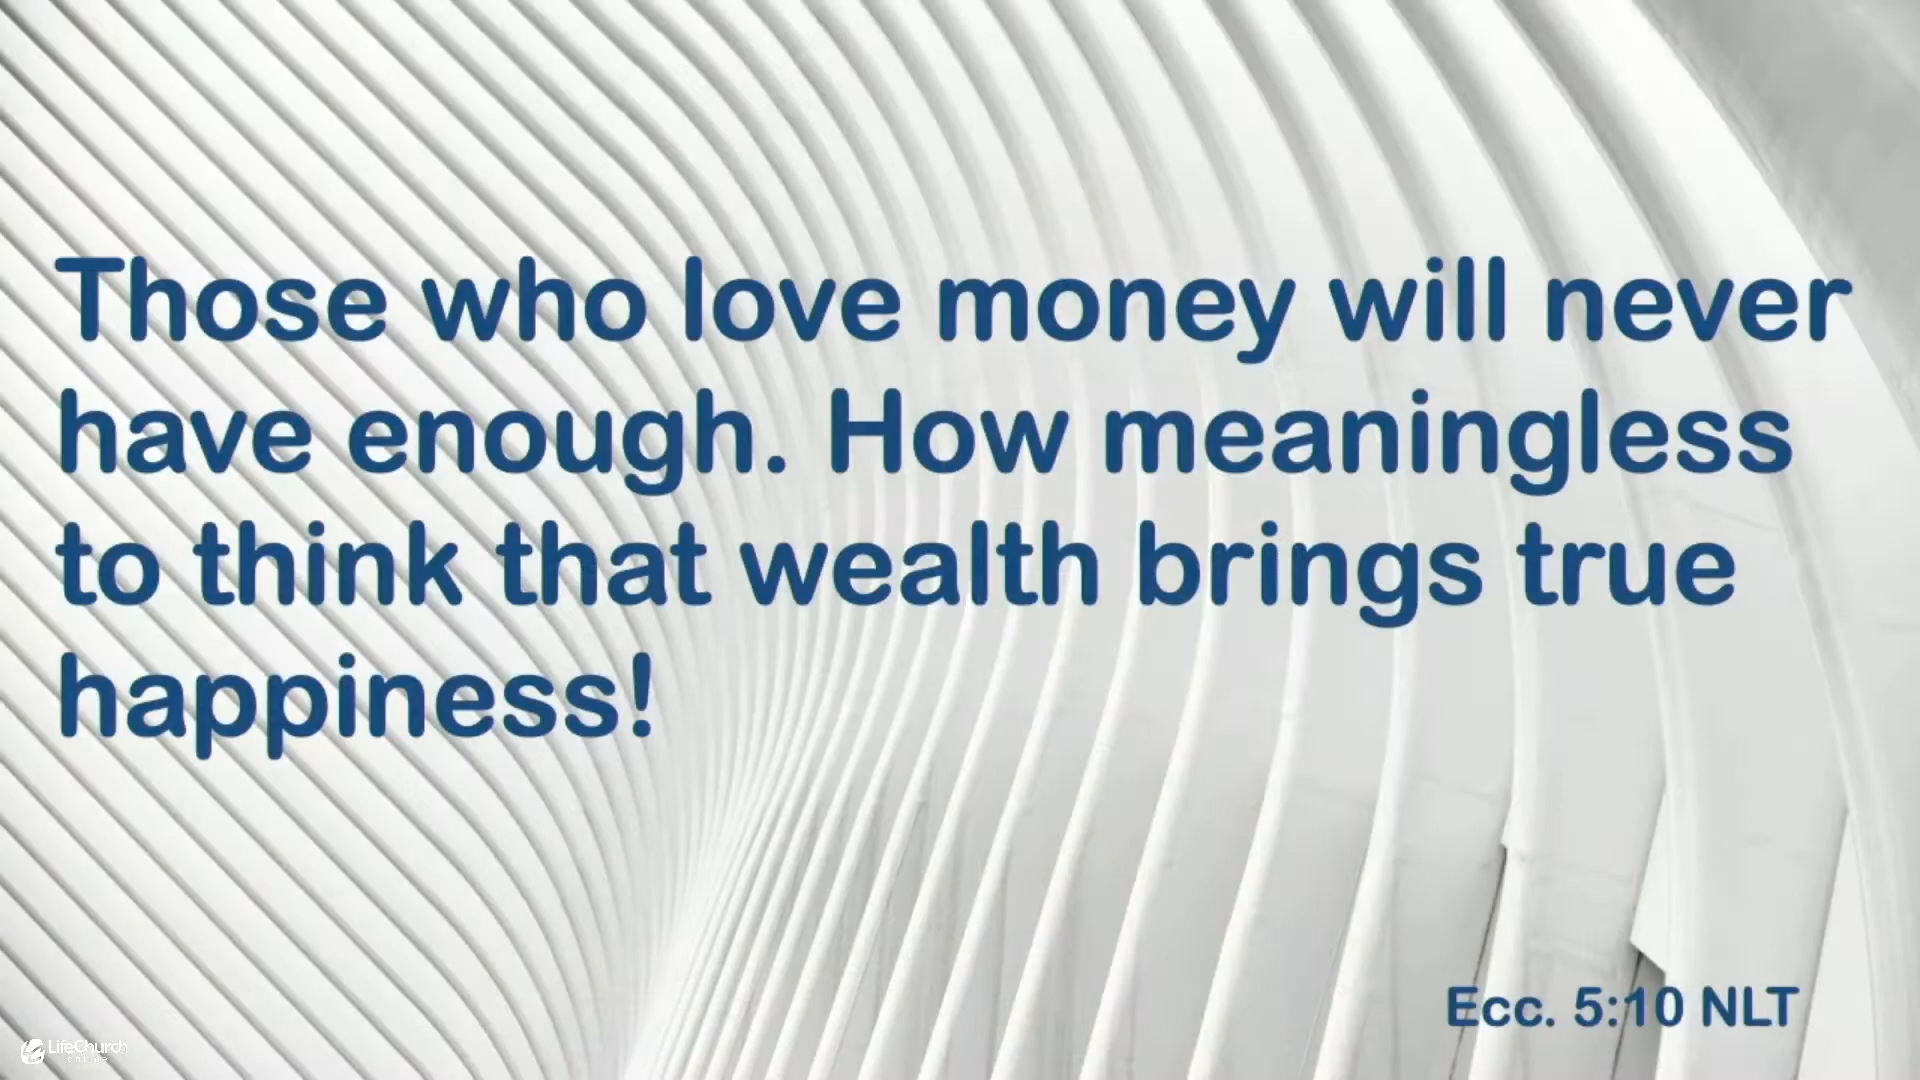 Those who love money will never
have enough. How meaningless
to think that wealth brings true
happiness!
Ecc. 5:10 NLT
LifeChurch
online